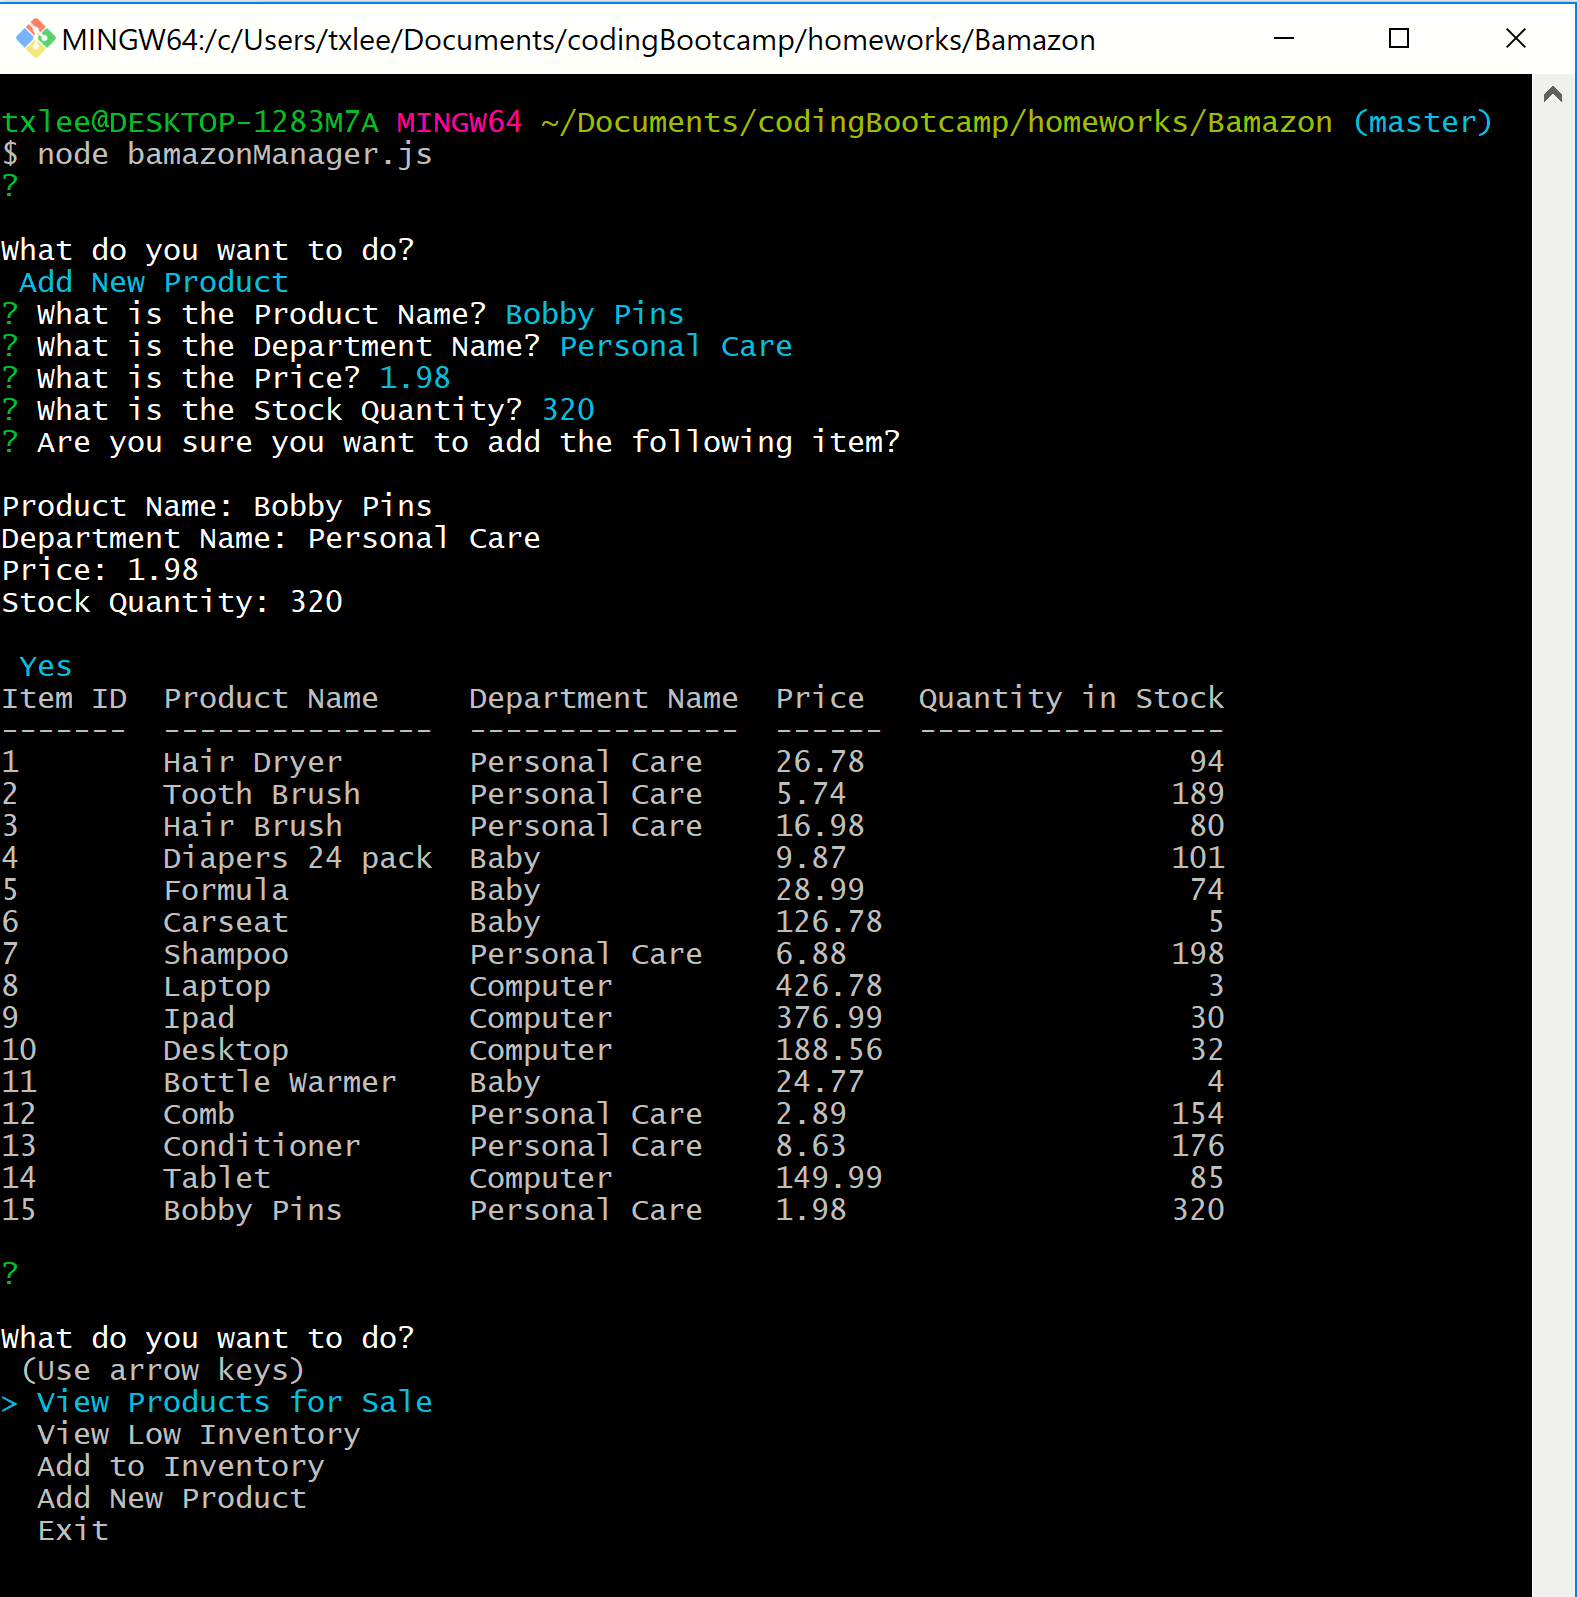 MINGW64:/c/Users/txlee/Documents/codingBootcamp/homeworks/Bamazon
txlee@DESKTOP-1283M7A MINGW64 ~/Documents/codingBootcamp/homeworks/Bamazon (master)
$ node bamazonManager.js
?
What do you want to do?
 Add New Product
? What is the Product Name? Bobby Pins
? What is the Department Name? Personal Care
? What is the Price? 1.98
? What is the Stock Quantity? 320
? Are you sure you want to add the following item?
Product Name: Bobby Pins
Department Name: Personal Care
Price: 1.98
Stock Quantity: 320
 Yes
Item ID  Product Name     Department Name  Price   Quantity in Stock
-------  ---------------  ---------------  ------  -----------------
1        Hair Dryer       Personal Care    26.78                  94
2        Tooth Brush      Personal Care    5.74                  189
3        Hair Brush       Personal Care    16.98                  80
4        Diapers 24 pack  Baby             9.87                  101
5        Formula          Baby             28.99                  74
6        Carseat          Baby             126.78                  5
7        Shampoo          Personal Care    6.88                  198
8        Laptop           Computer         426.78                  3
9        Ipad             Computer         376.99                 30
10       Desktop          Computer         188.56                 32
11       Bottle Warmer    Baby             24.77                   4
12       Comb             Personal Care    2.89                  154
13       Conditioner      Personal Care    8.63                  176
14       Tablet           Computer         149.99                 85
15       Bobby Pins       Personal Care    1.98                  320
?
What do you want to do?
 (Use arrow keys)
> View Products for Sale
  View Low Inventory
  Add to Inventory
  Add New Product
  Exit